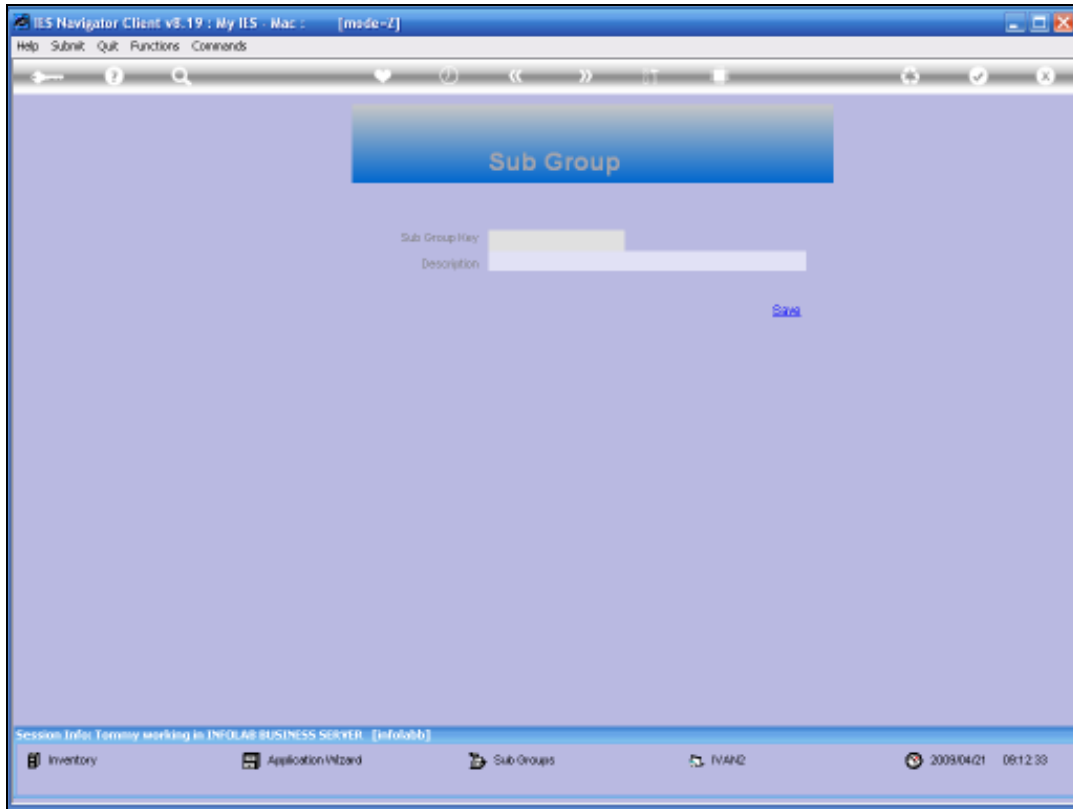 IES Navigator Client v8.19 : My IES - Mac : [mode=Z]
Help Submit Quit Functions Commands
Sub Group
Sub Group Key
Description
Save
Session Info: Tommy working in INFOLAB BUSINESS SERVER [infolabb]
Inventory Application Wizard Sub Groups IVAN2 2009/04/21 09:12:33